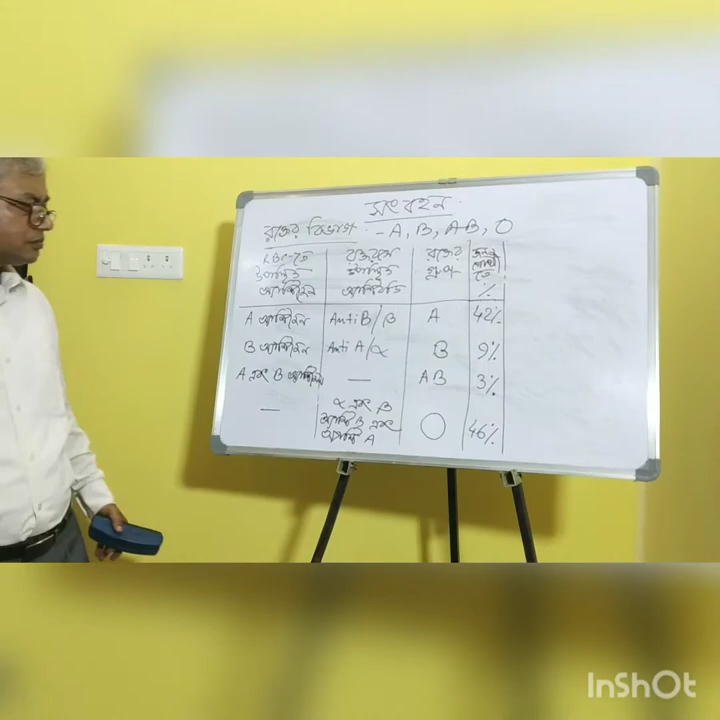 সংবহন
রক্তের বিভাগ :- A, B, AB, O
RBC-তে উপস্থিত অ্যান্টিজেন | রক্তরসে উপস্থিত অ্যান্টিবডি | রক্তের গ্রুপ | %
A অ্যান্টিজেন | Anti B/β | A | 42%
B অ্যান্টিজেন | Anti A/α | B | 9%
A এবং B অ্যান্টিজেন | — | AB | 3%
— | α এবং β অ্যান্টি B এবং অ্যান্টি A | O | 46%
InShOt